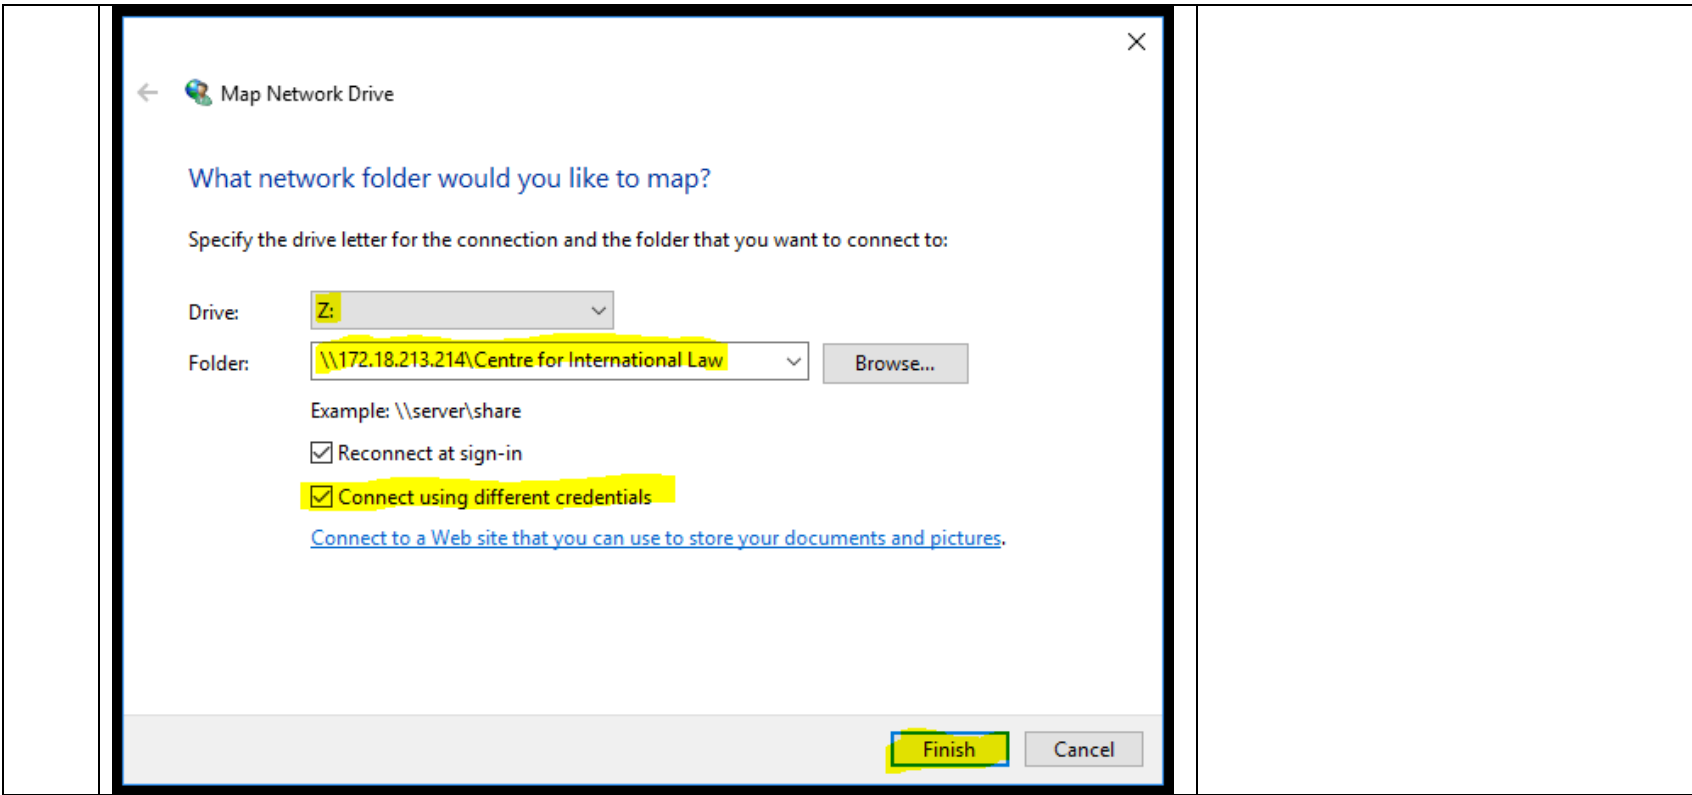 Map Network Drive
What network folder would you like to map?
Specify the drive letter for the connection and the folder that you want to connect to:
Drive: Z:
Folder: \\172.18.213.214\Centre for International Law Browse...
Example: \\server\share
Reconnect at sign-in
Connect using different credentials
Connect to a Web site that you can use to store your documents and pictures.
Finish Cancel